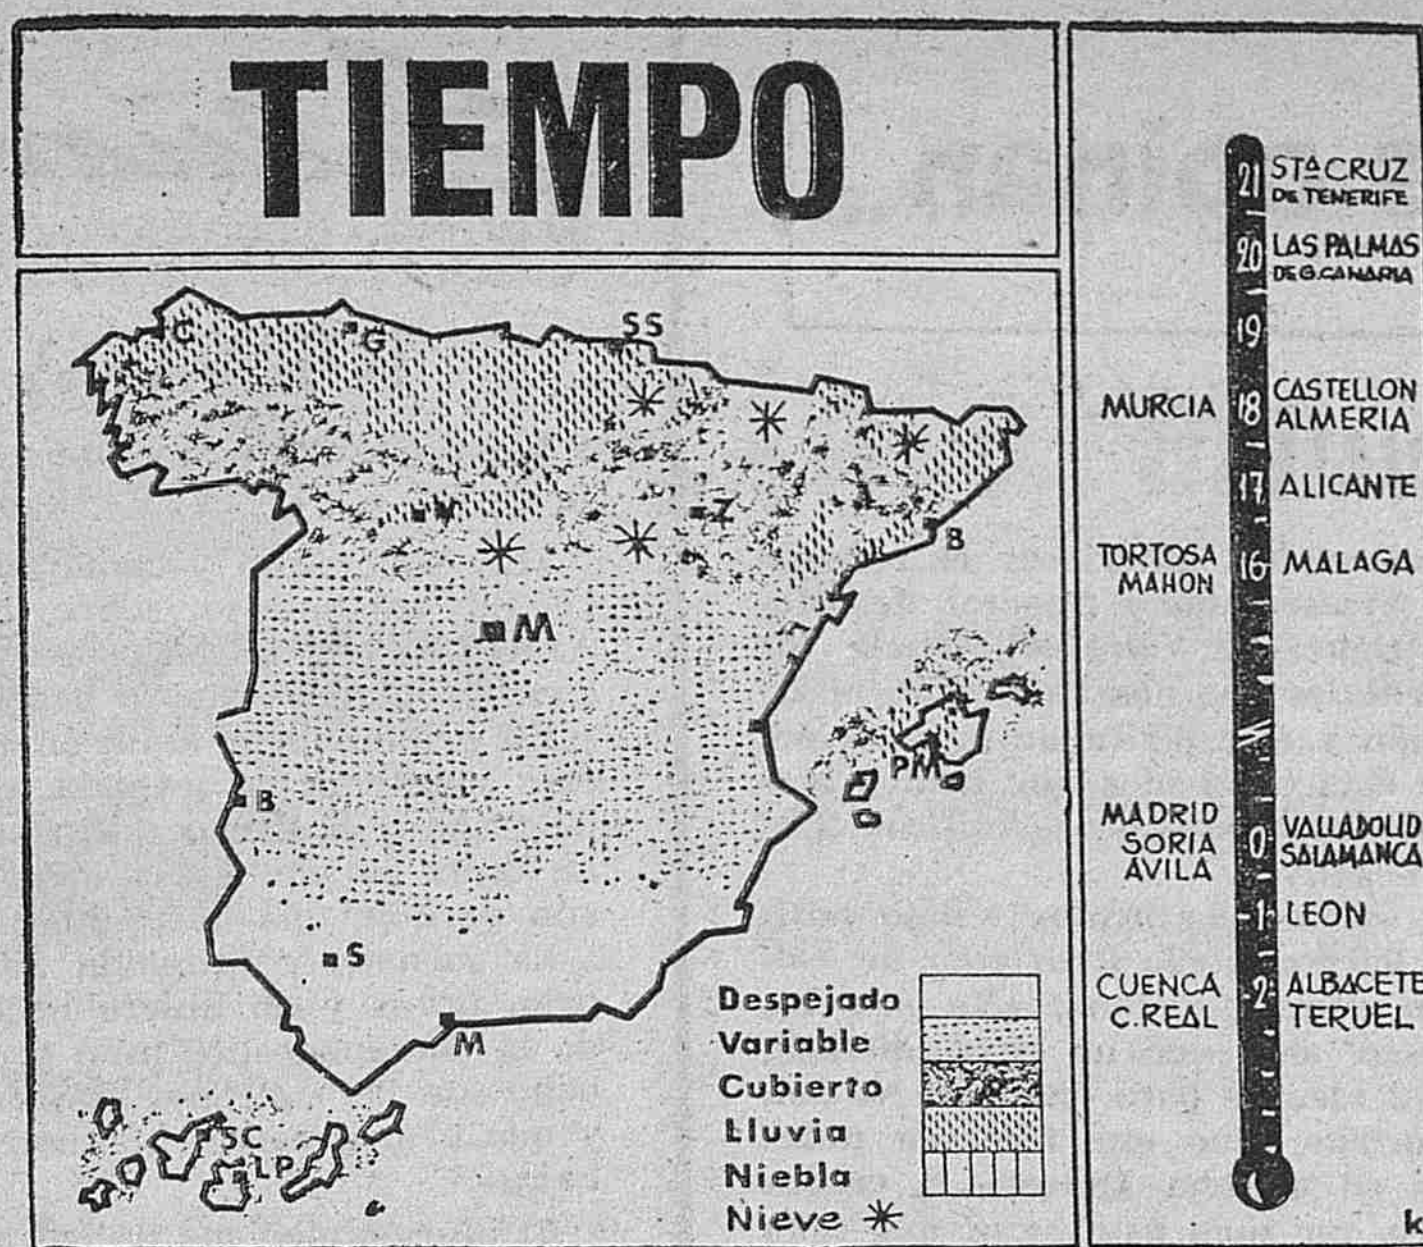 TIEMPO
C
G
SS
V
Z
B
M
PM
B
S
M
SC
LP
Despejado
Variable
Cubierto
Lluvia
Niebla
Nieve
21 STA CRUZ
DE TENERIFE
20 LAS PALMAS
DE G. CANARIA
19
MURCIA 18 CASTELLON
ALMERIA
17 ALICANTE
TORTOSA 16 MALAGA
MAHON
MADRID VALLADOLID
SORIA 0 SALAMANCA
AVILA
-1 LEON
CUENCA -2 ALBACETE
C. REAL TERUEL